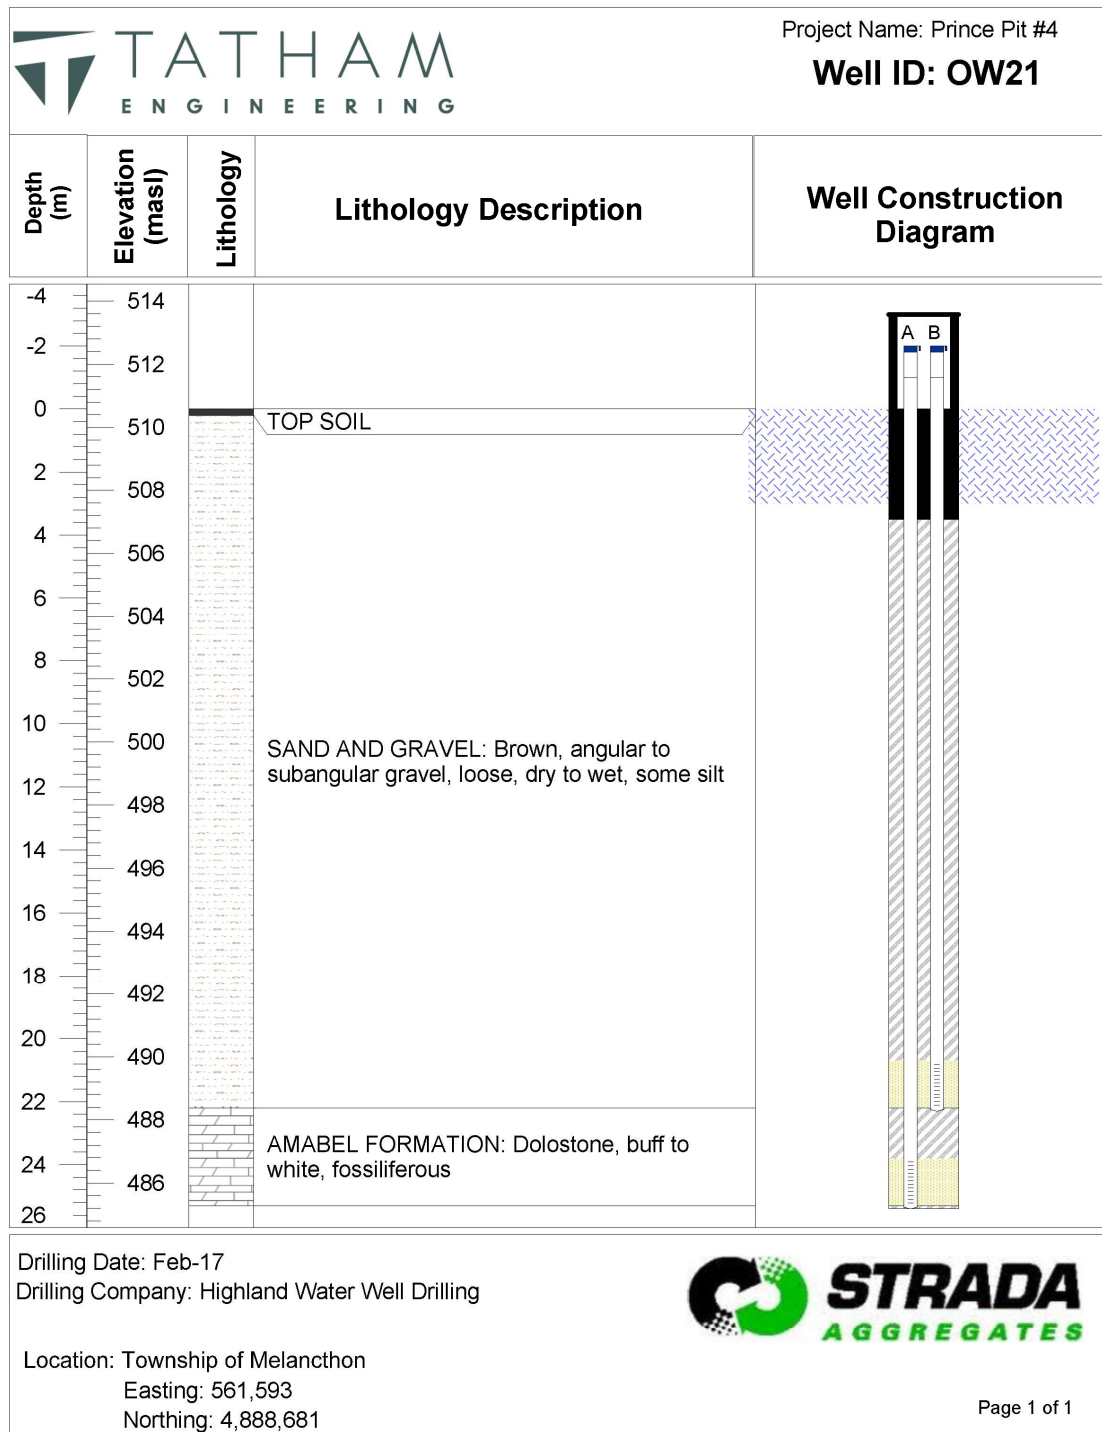 TATHAM
ENGINEERING
Project Name: Prince Pit #4
Well ID: OW21
Depth
(m)
Elevation
(masl)
Lithology
Lithology Description
Well Construction
Diagram
-4
514
-2
512
A B
0
510
TOP SOIL
2
508
4
506
6
504
8
502
10
500
SAND AND GRAVEL: Brown, angular to
subangular gravel, loose, dry to wet, some silt
12
498
14
496
16
494
18
492
20
490
22
488
AMABEL FORMATION: Dolostone, buff to
white, fossiliferous
24
486
26
Drilling Date: Feb-17
Drilling Company: Highland Water Well Drilling
STRADA
AGGREGATES
Location: Township of Melancthon
Easting: 561,593
Northing: 4,888,681
Page 1 of 1